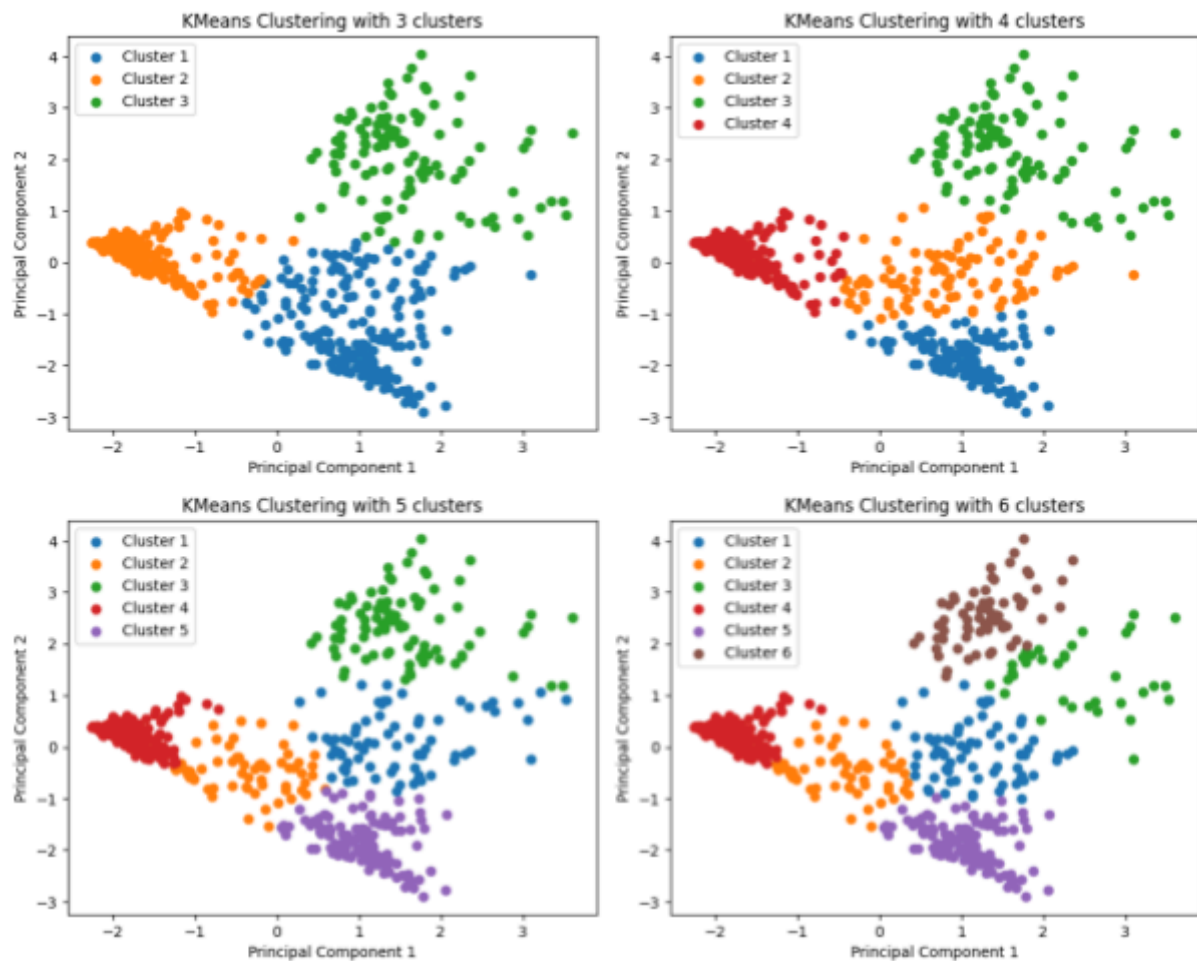 KMeans Clustering with 3 clusters
Cluster 1
Cluster 2
Cluster 3
4
3
2
1
0
−1
−2
−3
Principal Component 2
−2 −1 0 1 2 3
Principal Component 1
KMeans Clustering with 4 clusters
Cluster 1
Cluster 2
Cluster 3
Cluster 4
4
3
2
1
0
−1
−2
−3
Principal Component 2
−2 −1 0 1 2 3
Principal Component 1
KMeans Clustering with 5 clusters
Cluster 1
Cluster 2
Cluster 3
Cluster 4
Cluster 5
4
3
2
1
0
−1
−2
−3
Principal Component 2
−2 −1 0 1 2 3
Principal Component 1
KMeans Clustering with 6 clusters
Cluster 1
Cluster 2
Cluster 3
Cluster 4
Cluster 5
Cluster 6
4
3
2
1
0
−1
−2
−3
Principal Component 2
−2 −1 0 1 2 3
Principal Component 1